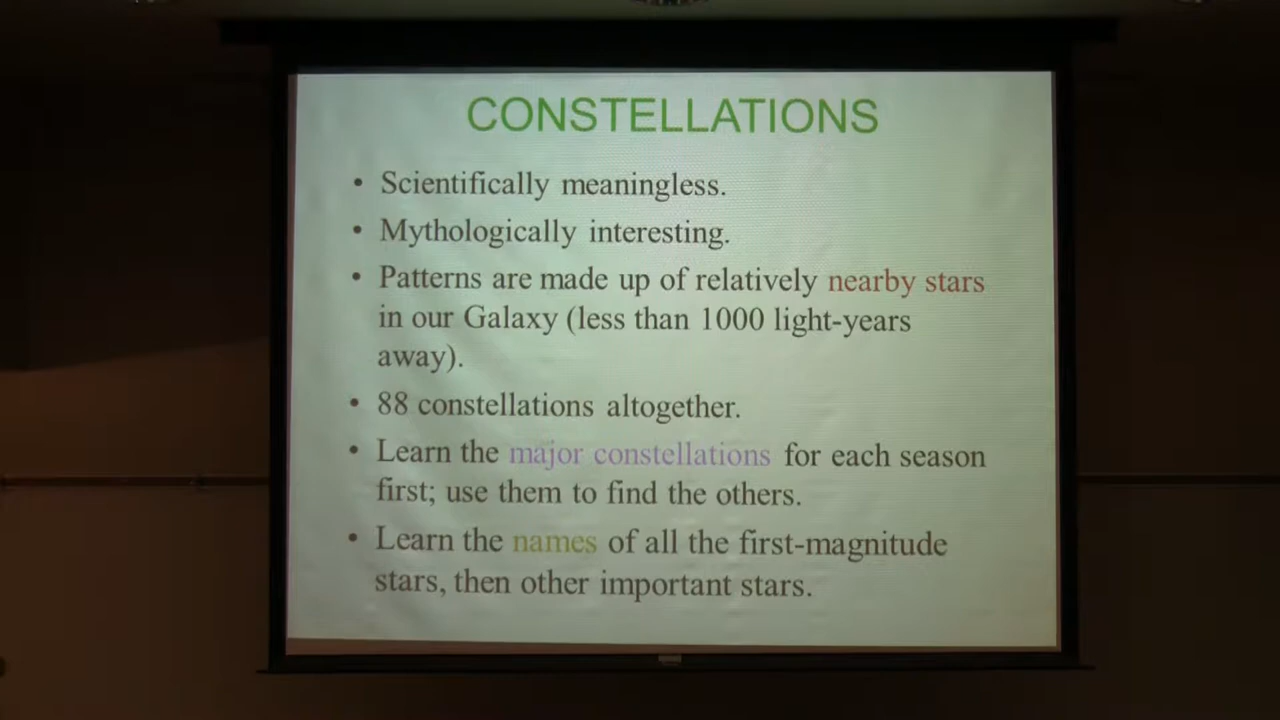 CONSTELLATIONS
• Scientifically meaningless.
• Mythologically interesting.
• Patterns are made up of relatively nearby stars
in our Galaxy (less than 1000 light-years
away).
• 88 constellations altogether.
• Learn the major constellations for each season
first; use them to find the others.
• Learn the names of all the first-magnitude
stars, then other important stars.